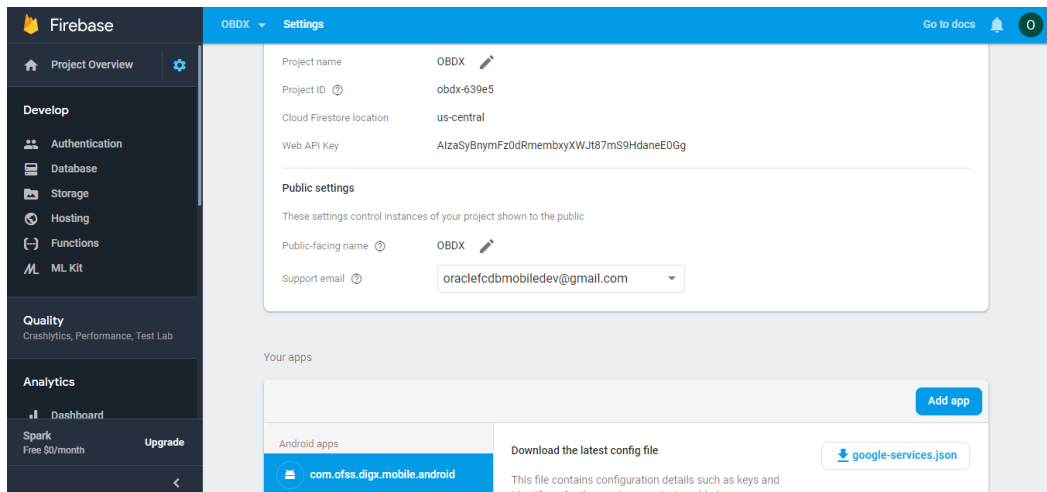 Firebase
OBDX
Settings
Go to docs
O
Project Overview
Develop
Authentication
Database
Storage
Hosting
Functions
ML Kit
Quality
Crashlytics, Performance, Test Lab
Analytics
Dashboard
Spark
Free $0/month
Upgrade
Project name
OBDX
Project ID
obdx-639e5
Cloud Firestore location
us-central
Web API Key
AIzaSyBnymFz0dRmembxyXWJt87mS9HdaneE0Gg
Public settings
These settings control instances of your project shown to the public
Public-facing name
OBDX
Support email
oraclefcdbmobiledev@gmail.com
Your apps
Add app
Android apps
com.ofss.digx.mobile.android
Download the latest config file
google-services.json
This file contains configuration details such as keys and